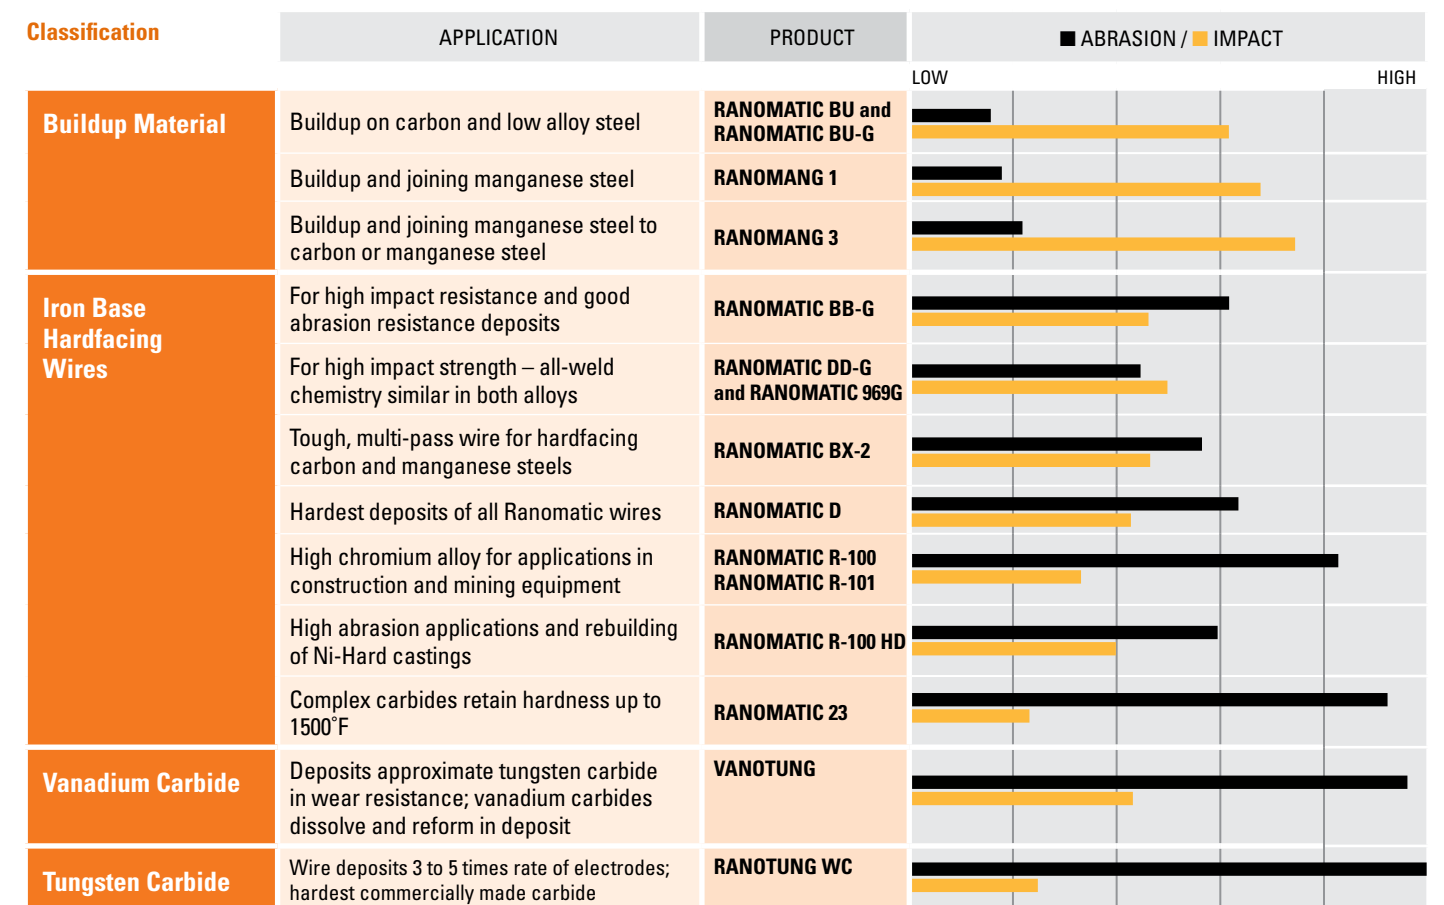 Classification
APPLICATION
PRODUCT
ABRASION / IMPACT
LOW
HIGH
Buildup Material
Buildup on carbon and low alloy steel
RANOMATIC BU and
RANOMATIC BU-G
Buildup and joining manganese steel
RANOMANG 1
Buildup and joining manganese steel to
carbon or manganese steel
RANOMANG 3
Iron Base
Hardfacing
Wires
For high impact resistance and good
abrasion resistance deposits
RANOMATIC BB-G
For high impact strength – all-weld
chemistry similar in both alloys
RANOMATIC DD-G
and RANOMATIC 969G
Tough, multi-pass wire for hardfacing
carbon and manganese steels
RANOMATIC BX-2
Hardest deposits of all Ranomatic wires
RANOMATIC D
High chromium alloy for applications in
construction and mining equipment
RANOMATIC R-100
RANOMATIC R-101
High abrasion applications and rebuilding
of Ni-Hard castings
RANOMATIC R-100 HD
Complex carbides retain hardness up to
1500˚F
RANOMATIC 23
Vanadium Carbide
Deposits approximate tungsten carbide
in wear resistance; vanadium carbides
dissolve and reform in deposit
VANOTUNG
Tungsten Carbide
Wire deposits 3 to 5 times rate of electrodes;
hardest commercially made carbide
RANOTUNG WC